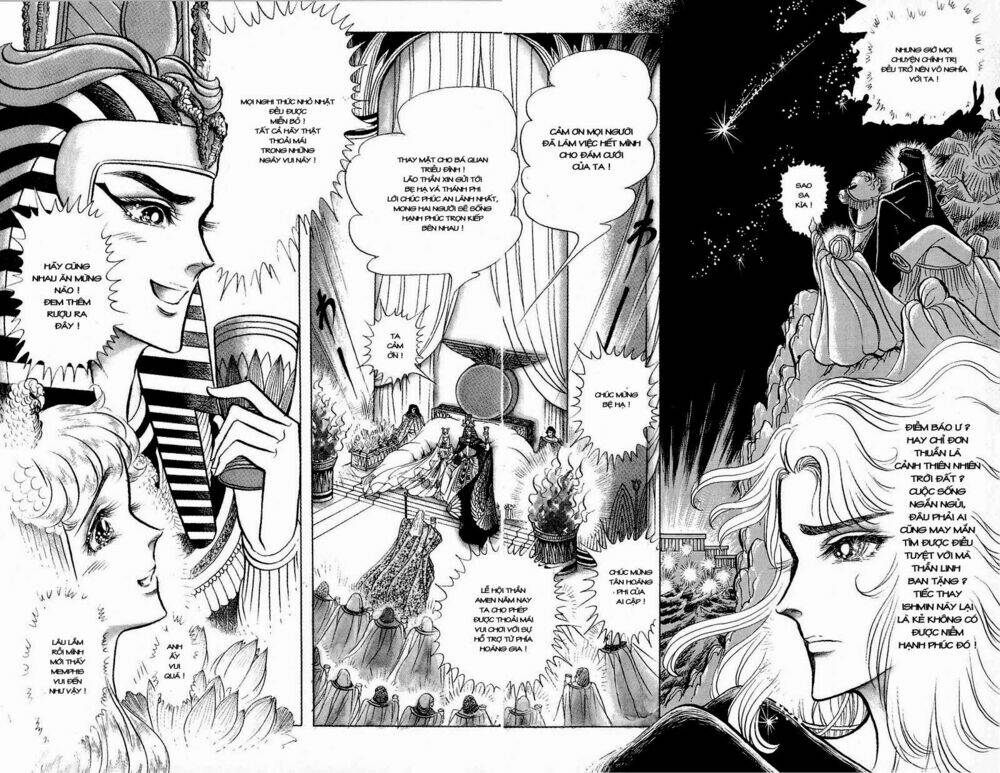 NHƯNG GIỜ MỌI
CHUYỆN CHÍNH TRỊ
ĐỀU TRỞ NÊN VÔ NGHĨA
VỚI TA !
SAO
SA
KÌA !
ĐIỀM BÁO Ư ?
HAY CHỈ ĐƠN
THUẦN LÀ
CẢNH THIÊN NHIÊN
TRỜI ĐẤT ?
CUỘC SỐNG
NGẮN NGỦI,
ĐÂU PHẢI AI
CŨNG MAY MẮN
TÌM ĐƯỢC ĐIỀU
TUYỆT VỜI MÀ
THẦN LINH
BAN TẶNG ?
TIẾC THAY
ISHMIN NÀY LẠI
LÀ KẺ KHÔNG CÓ
ĐƯỢC NIỀM
HẠNH PHÚC ĐÓ !
CẢM ƠN MỌI NGƯỜI
ĐÃ LÀM VIỆC HẾT MÌNH
CHO ĐÁM CƯỚI
CỦA TA !
THAY MẶT CHO BÁ QUAN
TRIỀU ĐÌNH !
LÃO THẦN XIN GỬI TỚI
BỆ HẠ VÀ THÁNH PHI
LỜI CHÚC PHÚC AN LÀNH NHẤT,
MONG HAI NGƯỜI SẼ SỐNG
HẠNH PHÚC TRỌN KIẾP
BÊN NHAU !
わ
わ
TA
CẢM
ƠN !
CHÚC MỪNG
BỆ HẠ !
CHÚC MỪNG
TÂN HOÀNG
- PHI CỦA
AI CẬP !
LỄ HỘI THẦN
AMEN NĂM NAY
TA CHO PHÉP
ĐƯỢC THOẢI MÁI
VUI CHƠI VỚI SỰ
HỖ TRỢ TỪ PHÍA
HOÀNG GIA !
MỌI NGHI THỨC NHỎ NHẶT
ĐỀU ĐƯỢC
MIỄN BỎ !
TẤT CẢ HÃY THẬT
THOẢI MÁI
TRONG NHỮNG
NGÀY VUI NÀY !
HÃY CÙNG
NHAU ĂN MỪNG
NÀO !
ĐEM THÊM
RƯỢU RA
ĐÂY !
ANH
ẤY
VUI
QUÁ !
LÂU LẮM
RỒI MÌNH
MỚI THẤY
MEMPHIS
VUI ĐẾN
NHƯ VẬY !